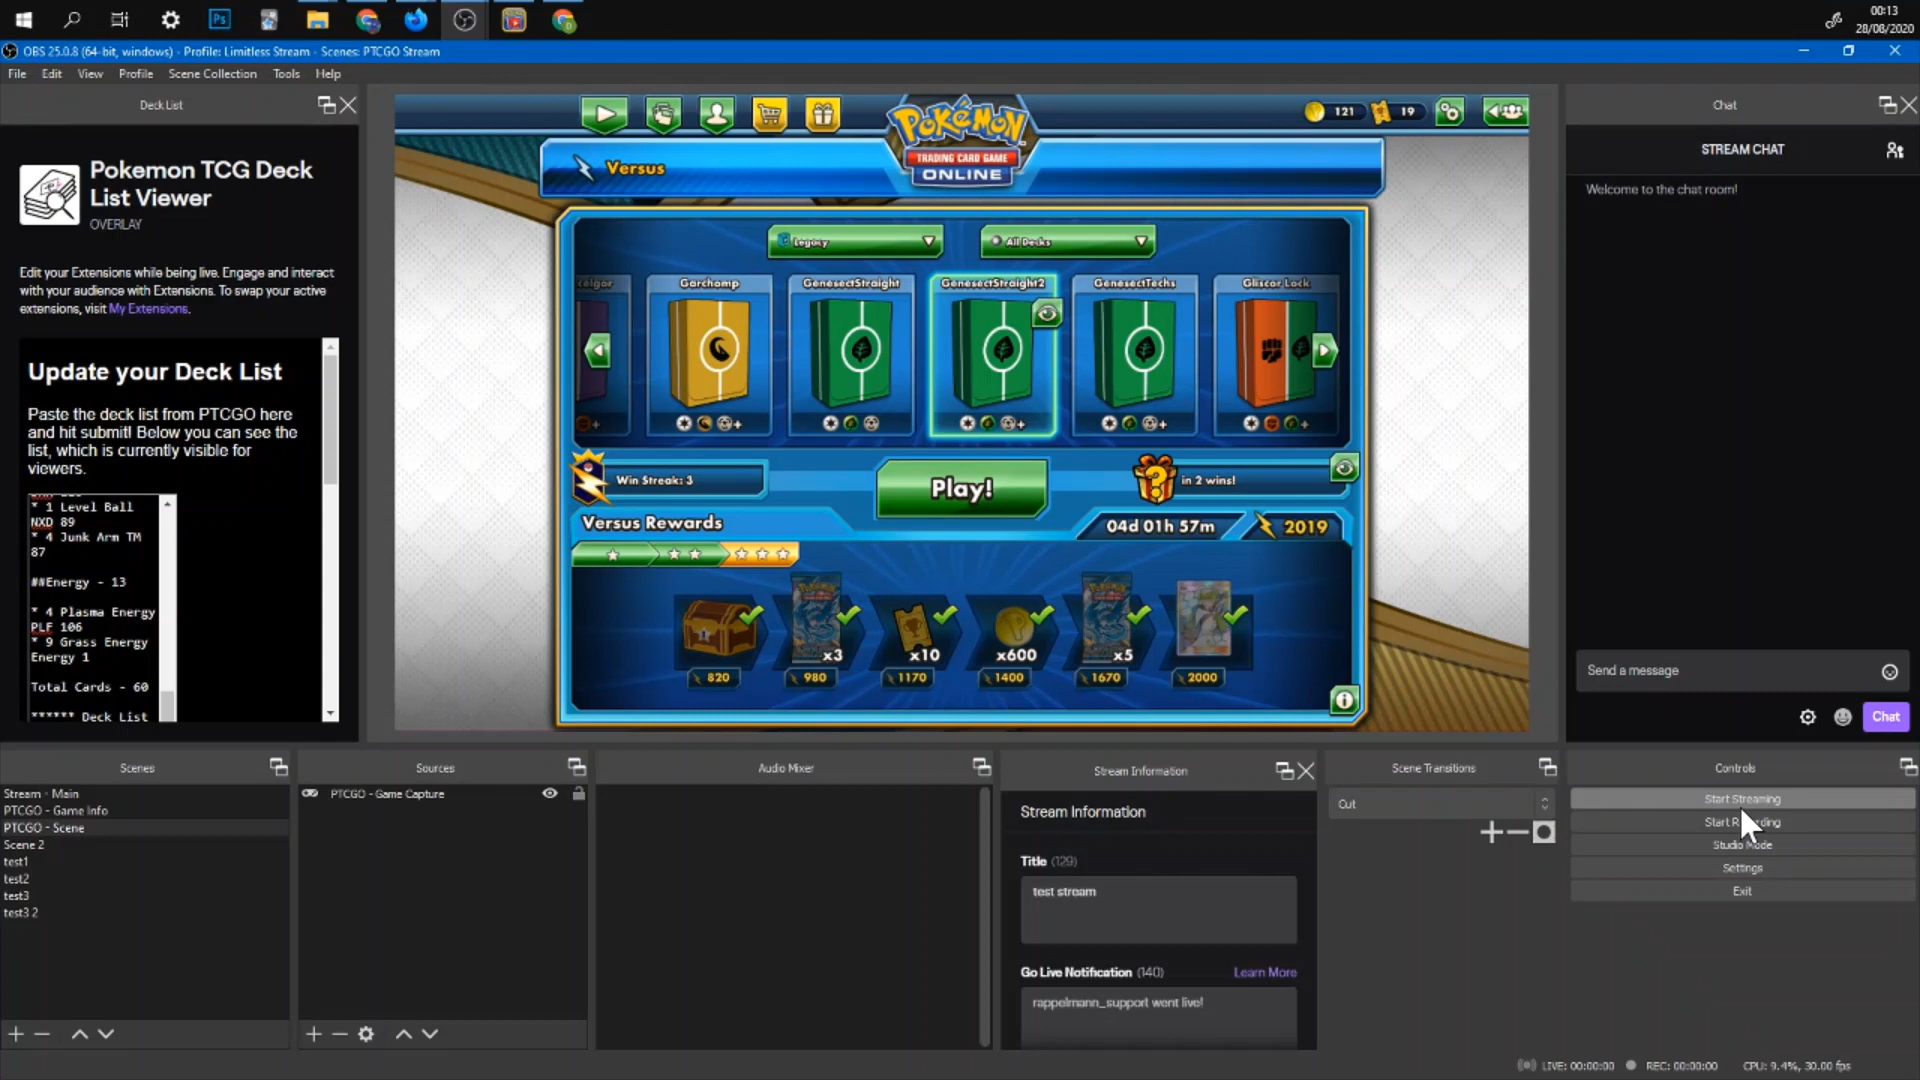 00:13
28/08/2020
OBS 25.0.8 (64-bit, windows) - Profile: Limitless Stream - Scenes: PTCGO Stream
File Edit View Profile Scene Collection Tools Help
Deck List
Pokemon TCG Deck
List Viewer
OVERLAY
Edit your Extensions while being live. Engage and interact
with your audience with Extensions. To swap your active
extensions, visit My Extensions.
Update your Deck List
Paste the deck list from PTCGO here
and hit submit! Below you can see the
list, which is currently visible for
viewers.
* 1 Level Ball
NXD 89
* 4 Junk Arm TM
87
##Energy - 13
* 4 Plasma Energy
PLF 106
* 9 Grass Energy
Energy 1
Total Cards - 60
****** Deck List
POKéMON
TRADING CARD GAME
ONLINE
121
19
Versus
Legacy
All Decks
Garchomp
GenesectStraight
GenesectStraight2
GenesectTechs
Gliscor Lock
Win Streak: 3
Play!
in 2 wins!
Versus Rewards
04d 01h 57m
2019
x3
x10
x600
x5
820
980
1170
1400
1670
2000
Chat
STREAM CHAT
Welcome to the chat room!
Send a message
Chat
Scenes
Stream - Main
PTCGO - Game Info
PTCGO - Scene
Scene 2
test1
test2
test3
test3 2
Sources
PTCGO - Game Capture
Audio Mixer
Stream Information
Stream Information
Title (129)
test stream
Go Live Notification (140)
Learn More
rappelmann_support went live!
Scene Transitions
Cut
Controls
Start Streaming
Start Recording
Studio Mode
Settings
Exit
LIVE: 00:00:00
REC: 00:00:00
CPU: 9.4%, 30.00 fps